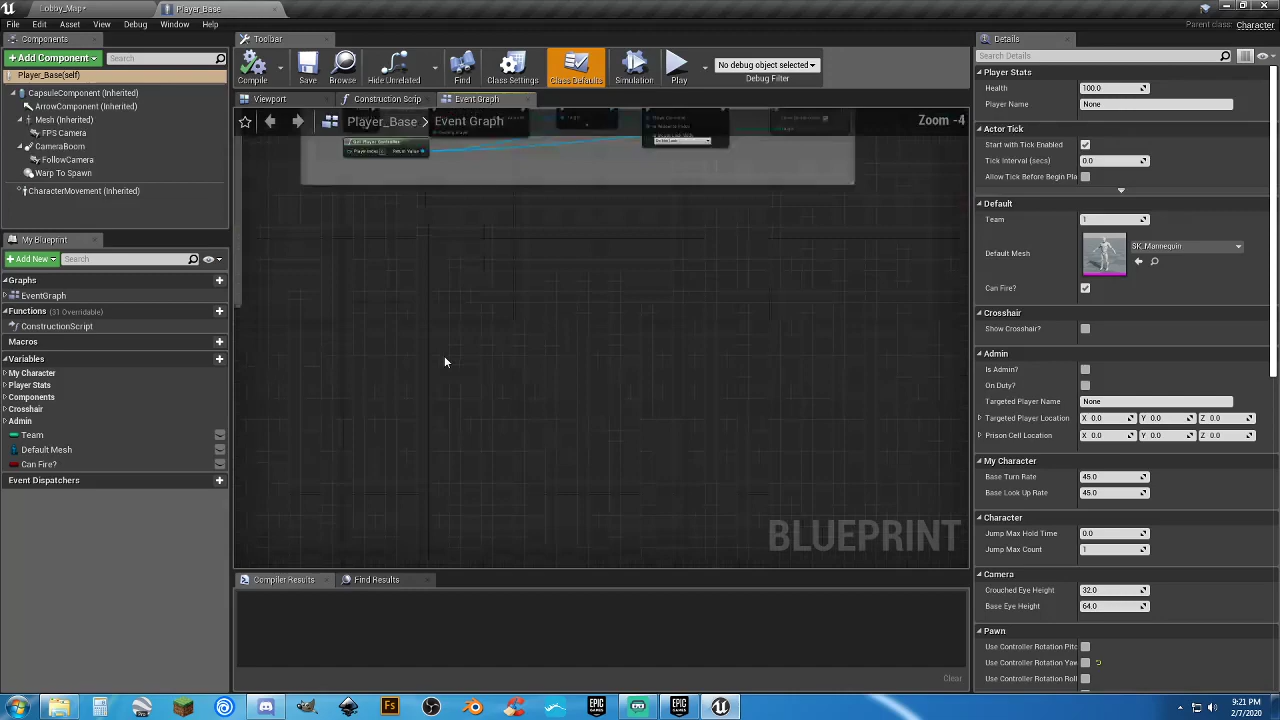 Lobby_Map*
Player_Base
File Edit Asset View Debug Window Help
Parent class: Character
Components
Toolbar
Details
Add Component
Search
Compile
Save
Browse
Hide Unrelated
Find
Class Settings
Class Defaults
Simulation
Play
No debug object selected
Debug Filter
Search Details
Player_Base(self)
CapsuleComponent (Inherited)
ArrowComponent (Inherited)
Mesh (Inherited)
FPS Camera
CameraBoom
FollowCamera
Warp To Spawn
CharacterMovement (Inherited)
My Blueprint
Add New
Search
Graphs
EventGraph
Functions (31 Overridable)
ConstructionScript
Macros
Variables
My Character
Player Stats
Components
Crosshair
Admin
Team
Default Mesh
Can Fire?
Event Dispatchers
Viewport
Construction Scrip
Event Graph
Player_Base
Event Graph
Zoom -4
Get Player Controller
Player Index
Return Value
BLUEPRINT
Find Results
Clear
Player Stats
Health 100.0
Player Name None
Actor Tick
Start with Tick Enabled
Tick Interval (secs) 0.0
Allow Tick Before Begin Pla
Default
Team 1
Default Mesh SK_Mannequin
Can Fire?
Crosshair
Show Crosshair?
Admin
Is Admin?
On Duty?
Targeted Player Name None
Targeted Player Location X 0.0 Y 0.0 Z 0.0
Prison Cell Location X 0.0 Y 0.0 Z 0.0
My Character
Base Turn Rate 45.0
Base Look Up Rate 45.0
Character
Jump Max Hold Time 0.0
Jump Max Count 1
Camera
Crouched Eye Height 32.0
Base Eye Height 64.0
Pawn
Use Controller Rotation Pitc
Use Controller Rotation Yaw
Use Controller Rotation Roll
9:21 PM
2/7/2020